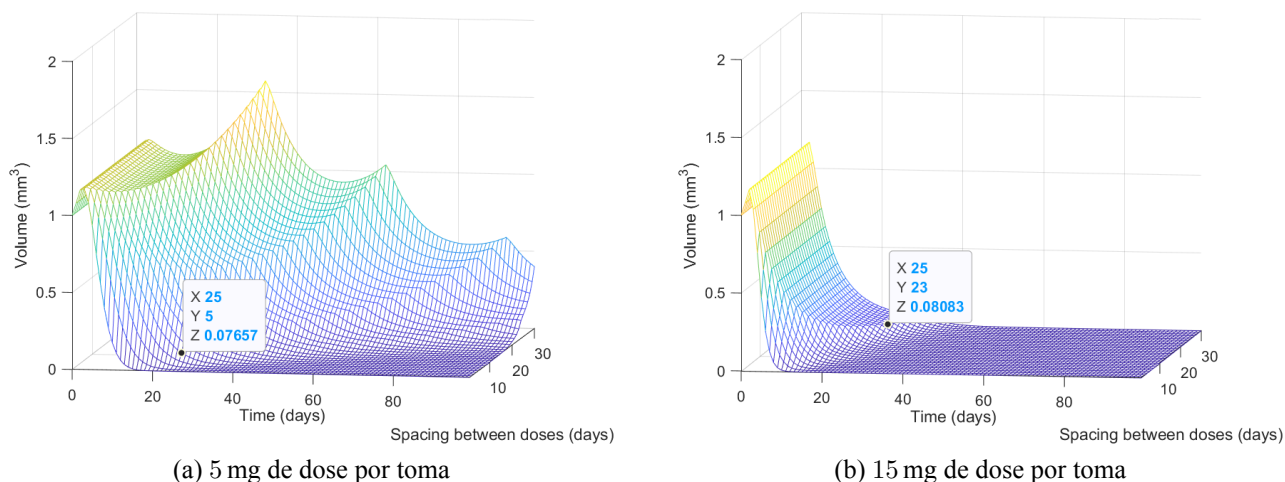 2
1.5
1
0.5
0
Volume (mm³)
0
20
40
60
80
Time (days)
10
20
30
Spacing between doses (days)
X 25
Y 5
Z 0.07657
(a) 5 mg de dose por toma
2
1.5
1
0.5
0
Volume (mm³)
0
20
40
60
80
Time (days)
10
20
30
Spacing between doses (days)
X 25
Y 23
Z 0.08083
(b) 15 mg de dose por toma